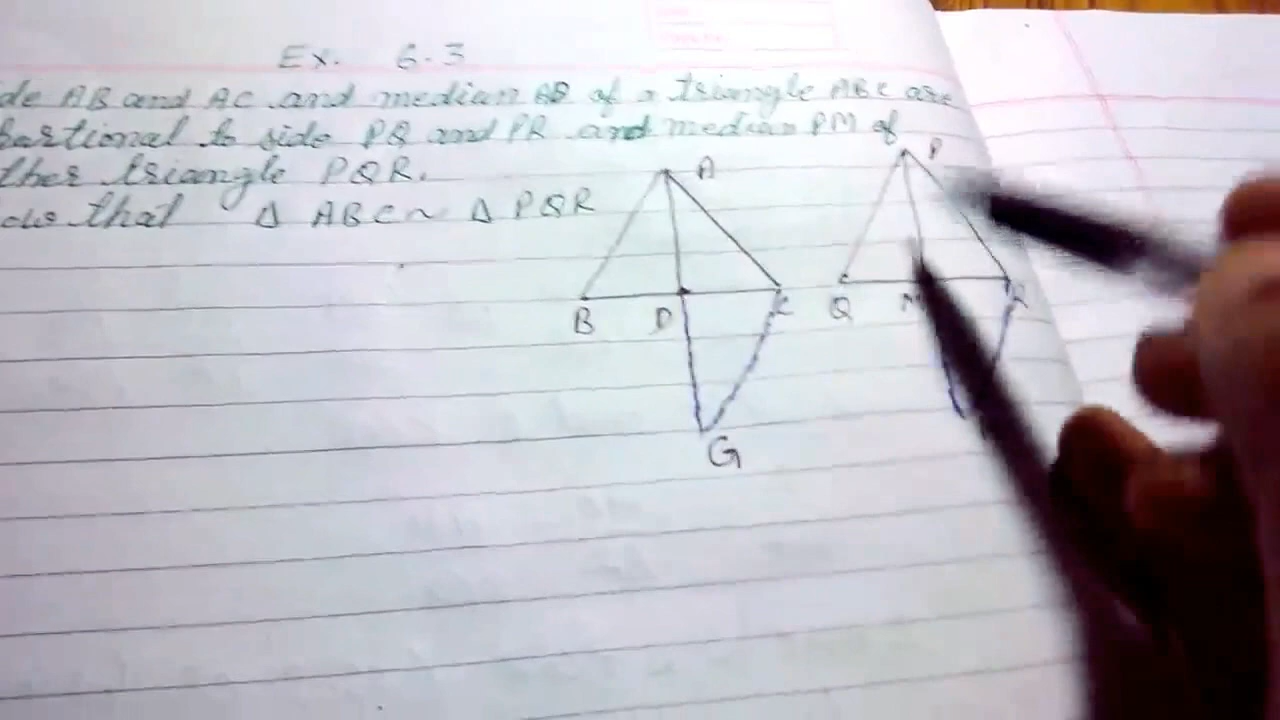 Ex. 6.3
de AB and AC and median of a triangle ABC are
partional to side PQ and PR and median PM of
ther triangle PQR.
ow that Δ ABC ~ Δ PQR
A
P
B
D
C
Q
M
R
G